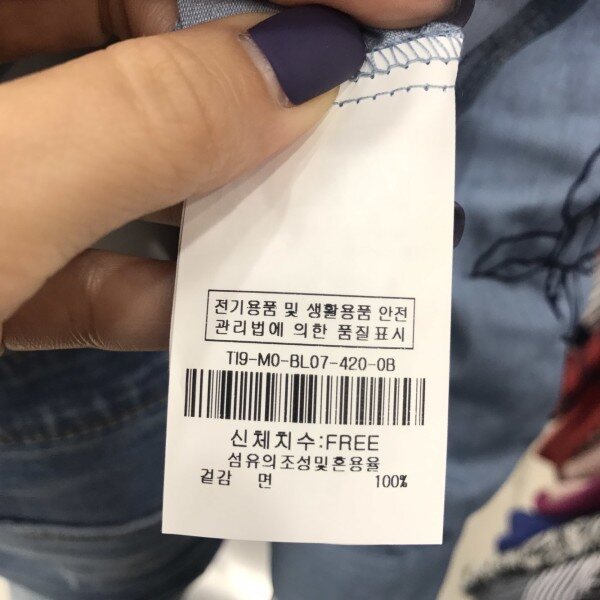 전기용품 및 생활용품 안전
관리법에 의한 품질표시
T19-M0-BL07-420-0B
신체치수:FREE
섬유의조성및혼용율
겉감 면 100%